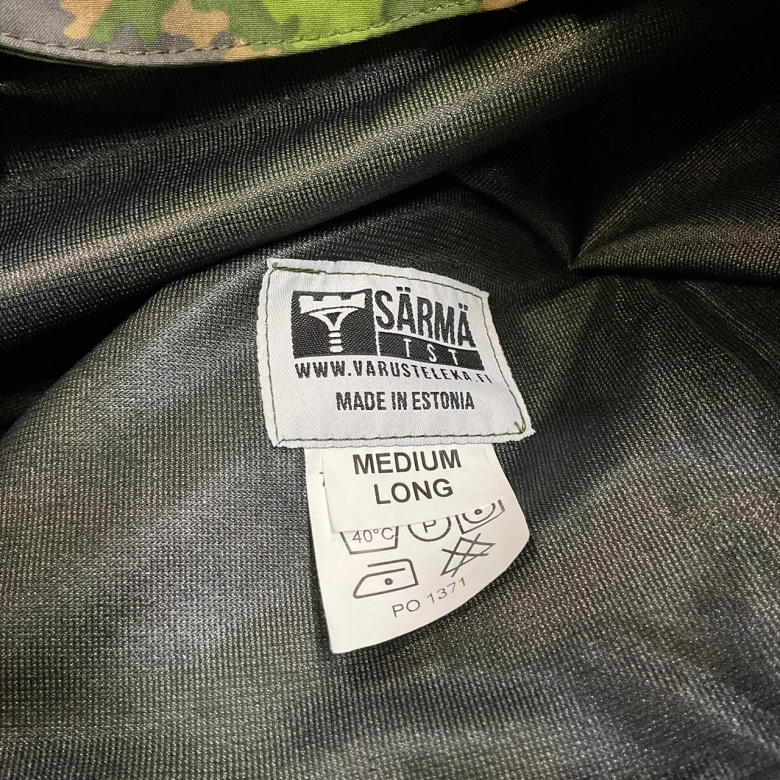 SÄRMÄ
TST
WWW.VARUSTELEKA.FI
MADE IN ESTONIA
MEDIUM
LONG
40°C P
PO 1371